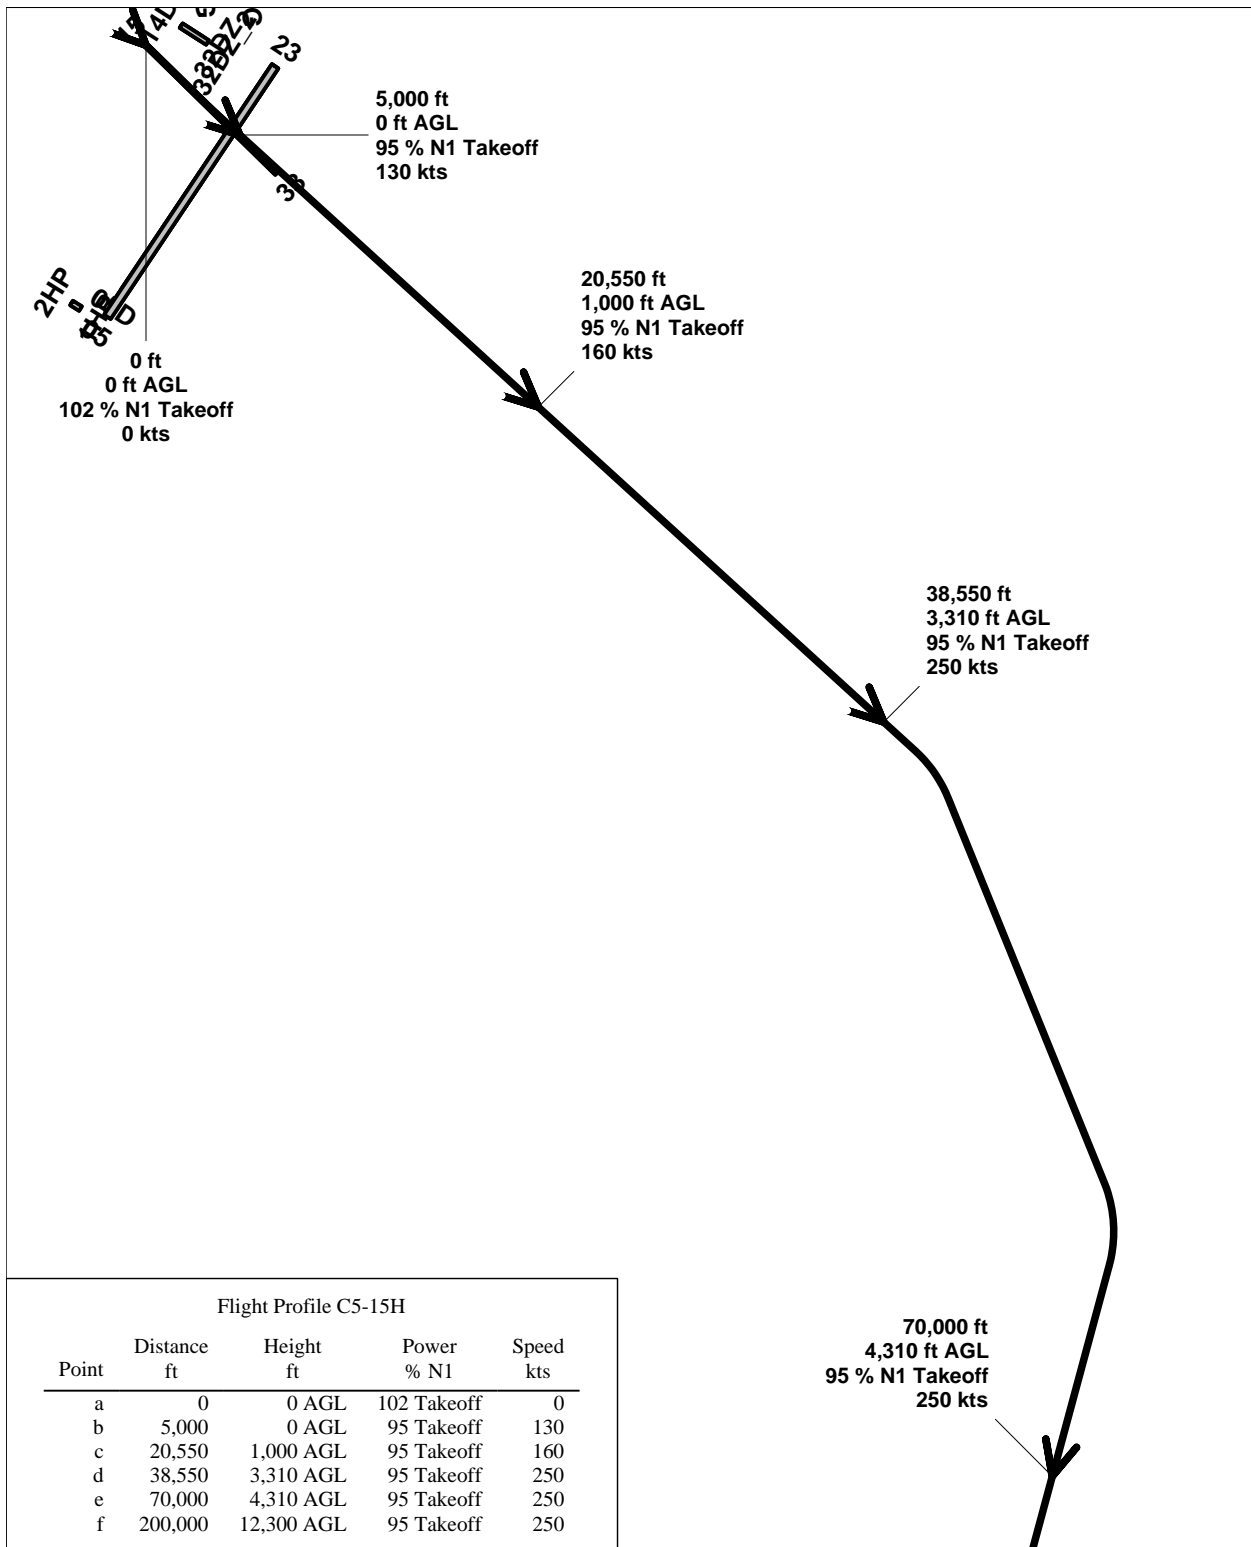 23
33
2HP
5,000 ft
0 ft AGL
95 % N1 Takeoff
130 kts
20,550 ft
1,000 ft AGL
95 % N1 Takeoff
160 kts
0 ft
0 ft AGL
102 % N1 Takeoff
0 kts
38,550 ft
3,310 ft AGL
95 % N1 Takeoff
250 kts
70,000 ft
4,310 ft AGL
95 % N1 Takeoff
250 kts
Flight Profile C5-15H
Distance Height Power Speed
Point ft ft % N1 kts
a 0 0 AGL 102 Takeoff 0
b 5,000 0 AGL 95 Takeoff 130
c 20,550 1,000 AGL 95 Takeoff 160
d 38,550 3,310 AGL 95 Takeoff 250
e 70,000 4,310 AGL 95 Takeoff 250
f 200,000 12,300 AGL 95 Takeoff 250